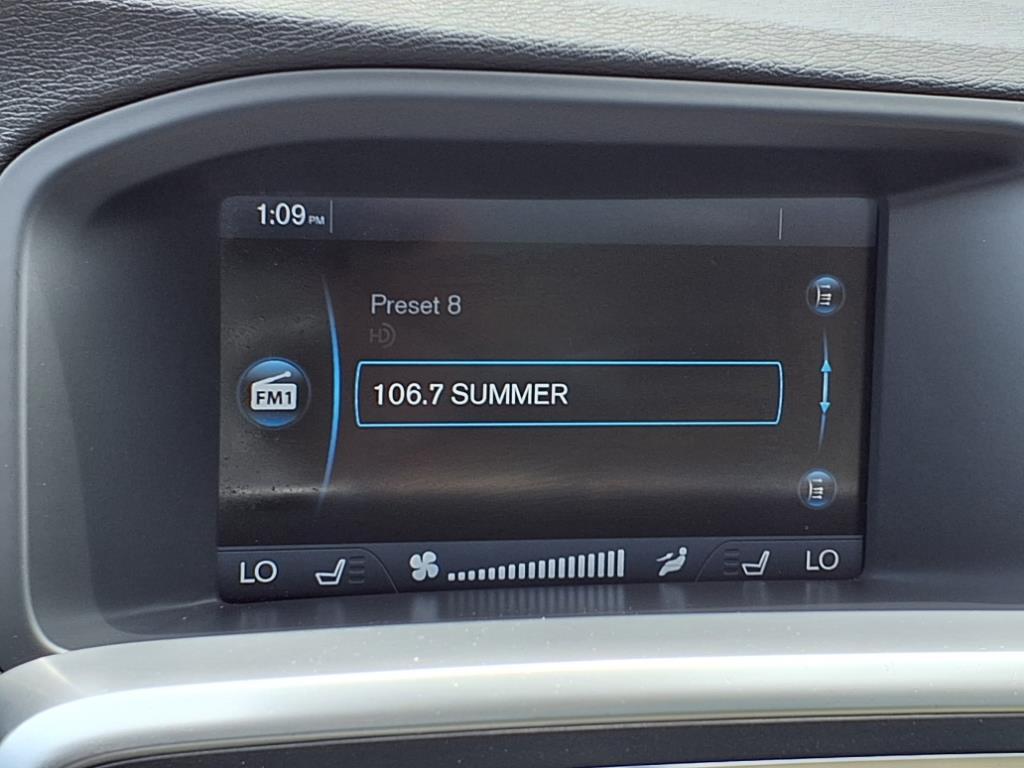 1:09 PM
Preset 8
HD
FM1
106.7 SUMMER
LO
LO